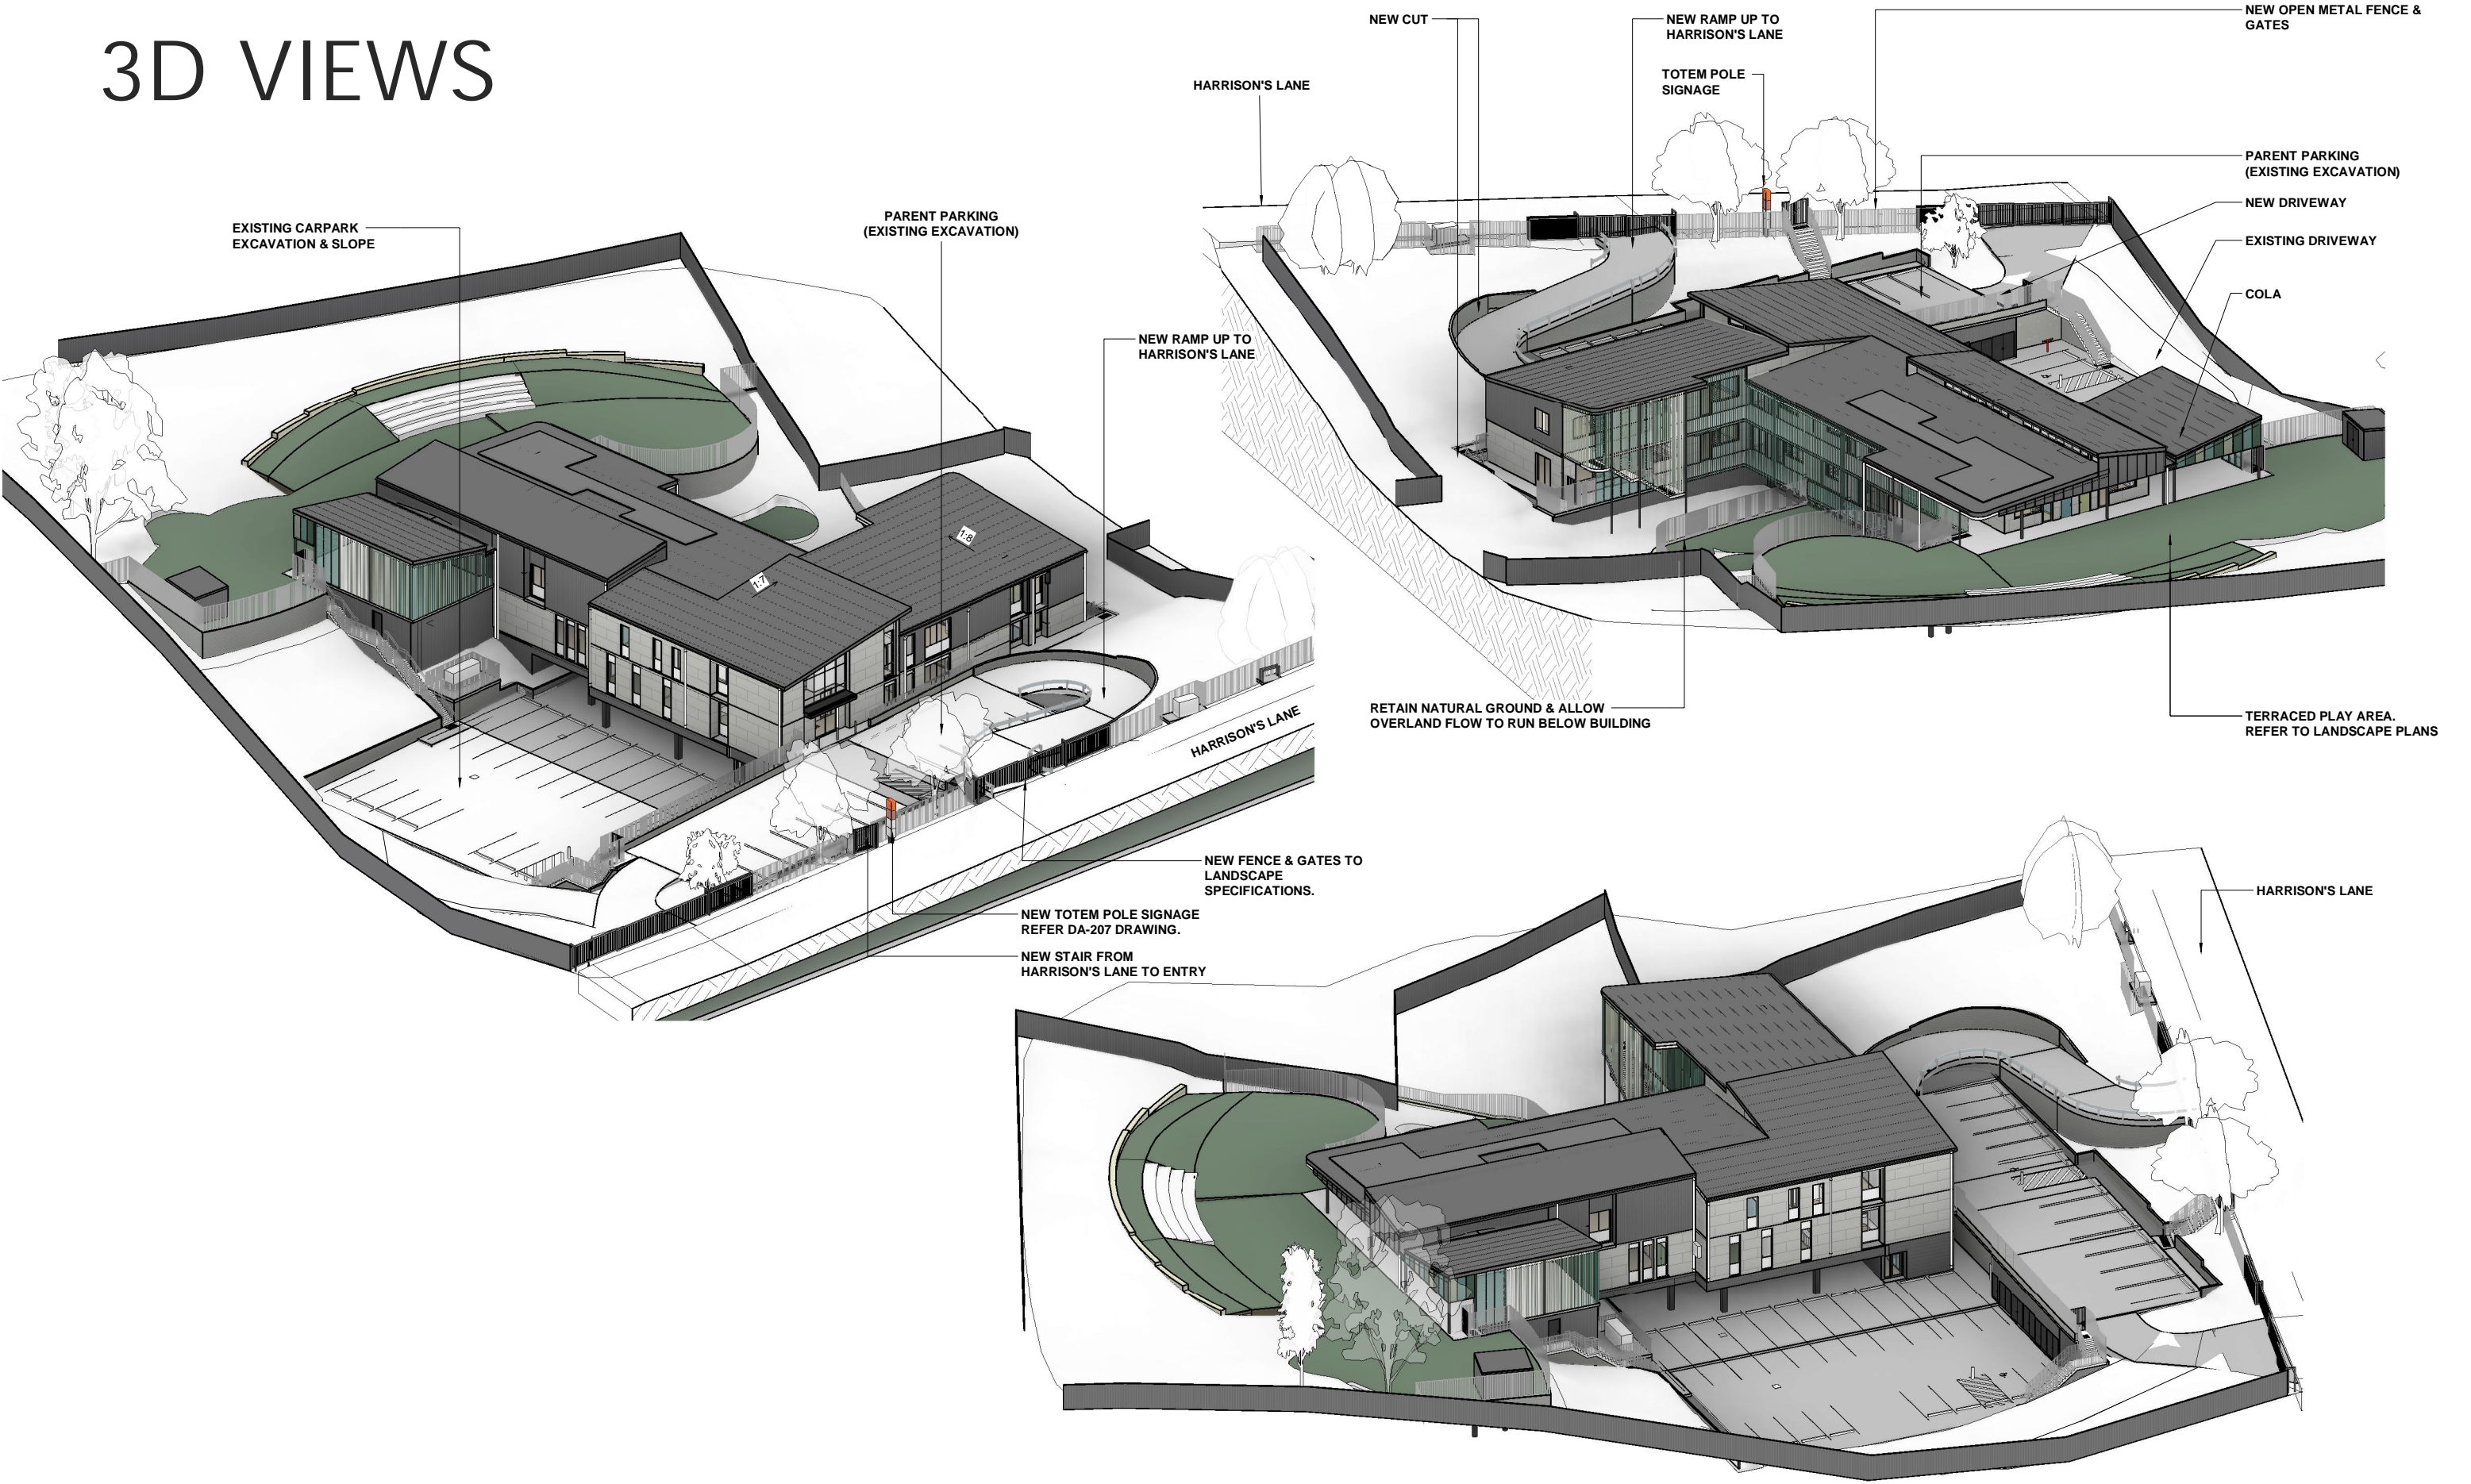 3D VIEWS
EXISTING CARPARK
EXCAVATION & SLOPE
PARENT PARKING
(EXISTING EXCAVATION)
NEW RAMP UP TO
HARRISON'S LANE
1:8
1:7
HARRISON'S LANE
NEW FENCE & GATES TO
LANDSCAPE
SPECIFICATIONS.
NEW TOTEM POLE SIGNAGE
REFER DA-207 DRAWING.
NEW STAIR FROM
HARRISON'S LANE TO ENTRY
NEW CUT
NEW RAMP UP TO
HARRISON'S LANE
NEW OPEN METAL FENCE &
GATES
HARRISON'S LANE
TOTEM POLE
SIGNAGE
PARENT PARKING
(EXISTING EXCAVATION)
NEW DRIVEWAY
EXISTING DRIVEWAY
COLA
RETAIN NATURAL GROUND & ALLOW
OVERLAND FLOW TO RUN BELOW BUILDING
TERRACED PLAY AREA.
REFER TO LANDSCAPE PLANS
HARRISON'S LANE